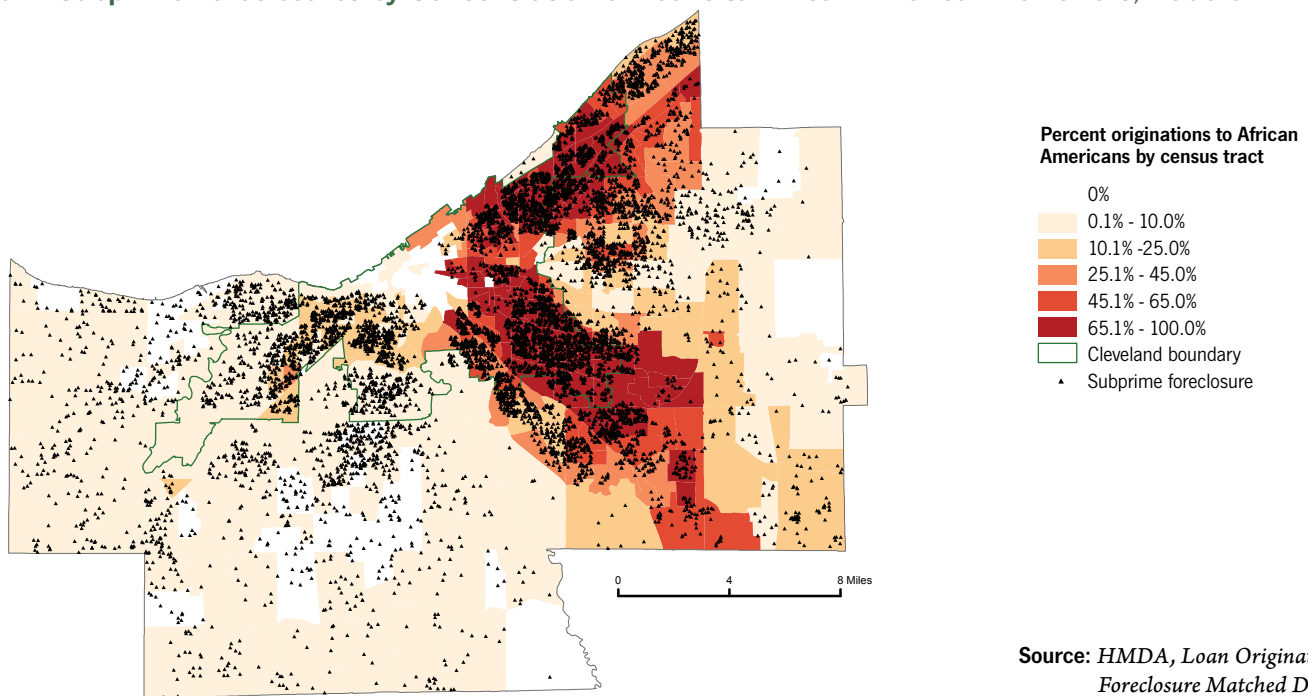 Percent originations to African
Americans by census tract
0%
0.1% - 10.0%
10.1% -25.0%
25.1% - 45.0%
45.1% - 65.0%
65.1% - 100.0%
Cleveland boundary
Subprime foreclosure
0 4 8 Miles
Source: HMDA, Loan Origina
Foreclosure Matched D